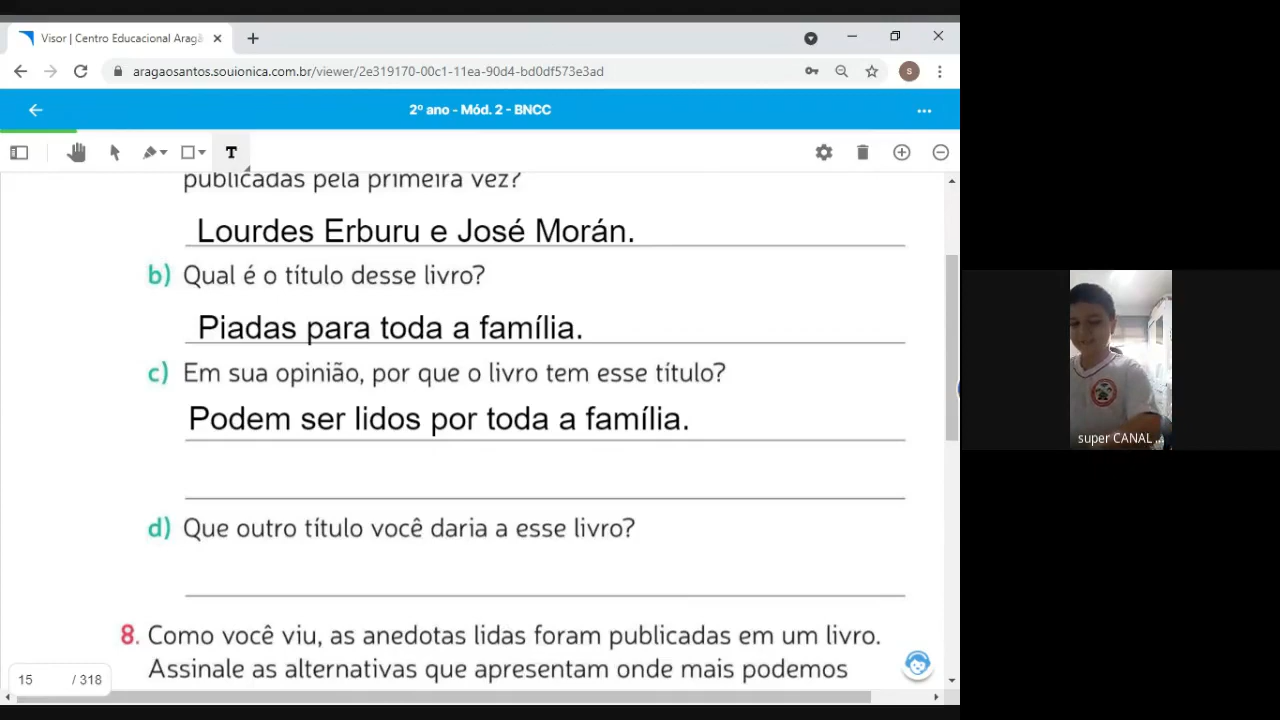 Visor | Centro Educacional Aragã
aragaosantos.souionica.com.br/viewer/2e319170-00c1-11ea-90d4-bd0df573e3ad
S
2º ano - Mód. 2 - BNCC
T
publicadas pela primeira vez?
Lourdes Erburu e José Morán.
b) Qual é o título desse livro?
Piadas para toda a família.
c) Em sua opinião, por que o livro tem esse título?
Podem ser lidos por toda a família.
d) Que outro título você daria a esse livro?
8. Como você viu, as anedotas lidas foram publicadas em um livro.
Assinale as alternativas que apresentam onde mais podemos
15 / 318
super CANAL ...